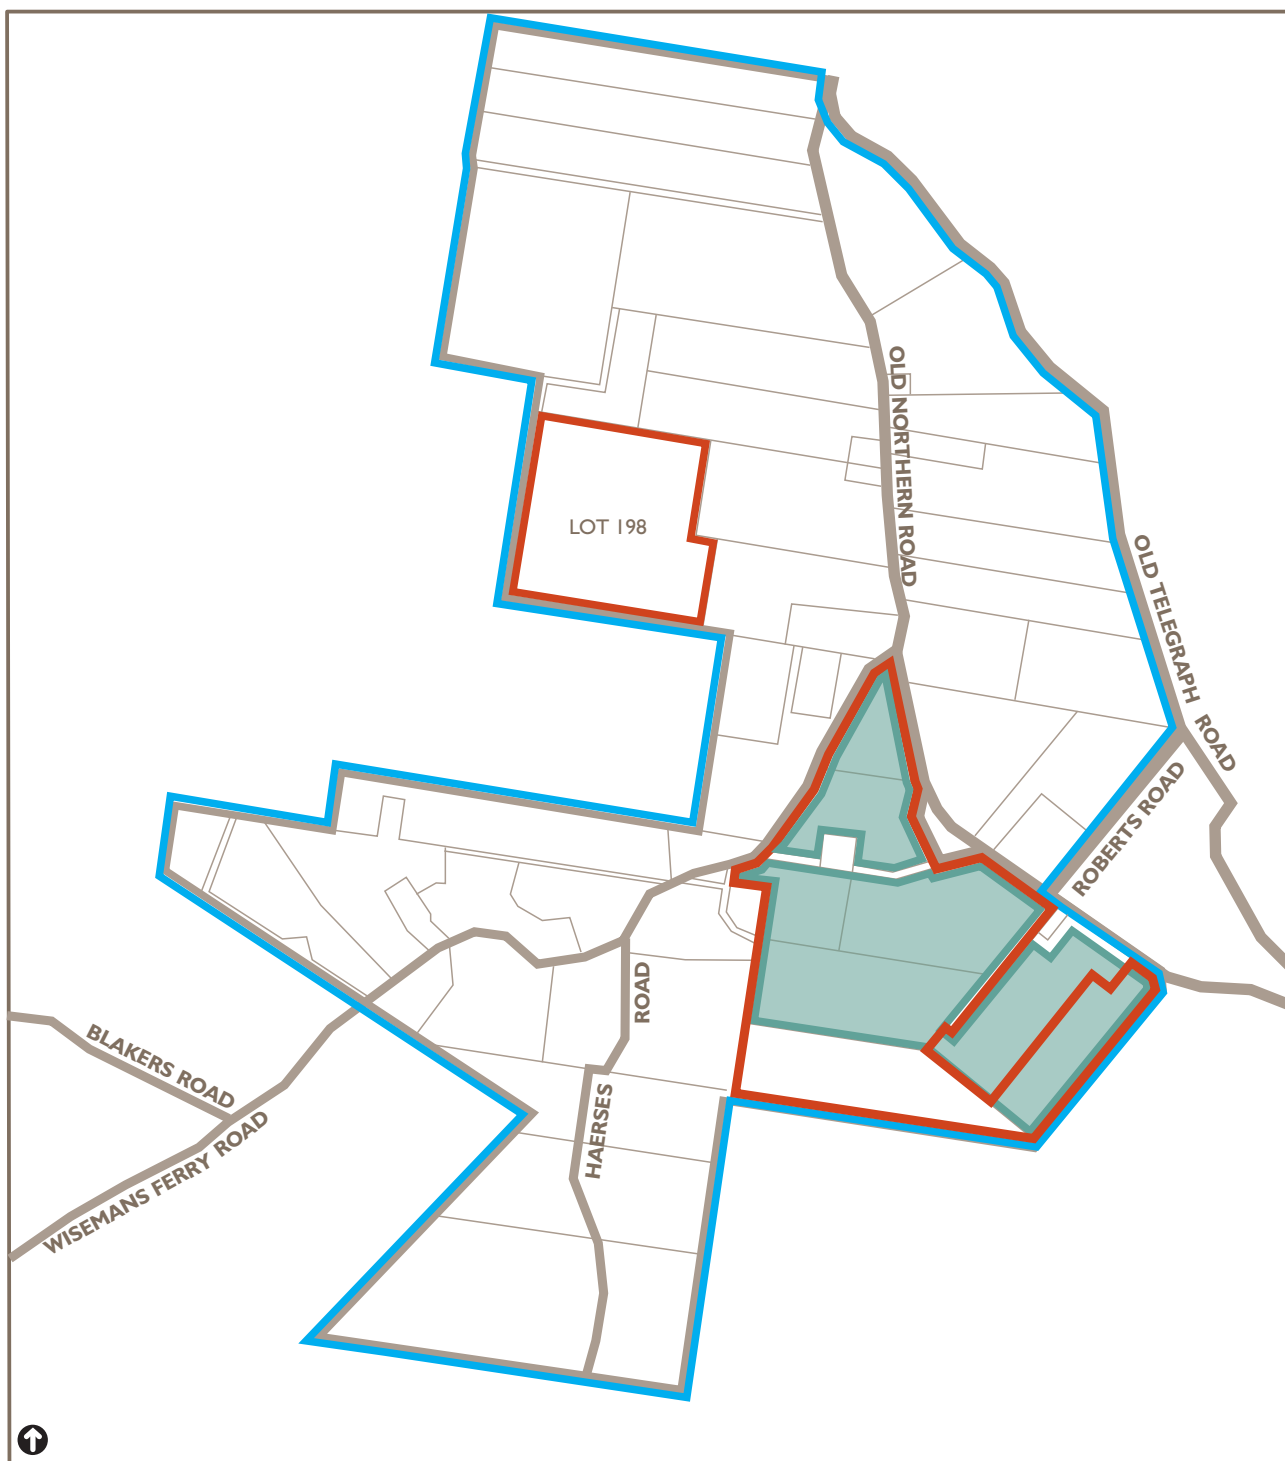 OLD NORTHERN ROAD
LOT 198
OLD TELEGRAPH ROAD
ROBERTS ROAD
ROAD
HAERSES
BLAKERS ROAD
WISEMANS FERRY ROAD